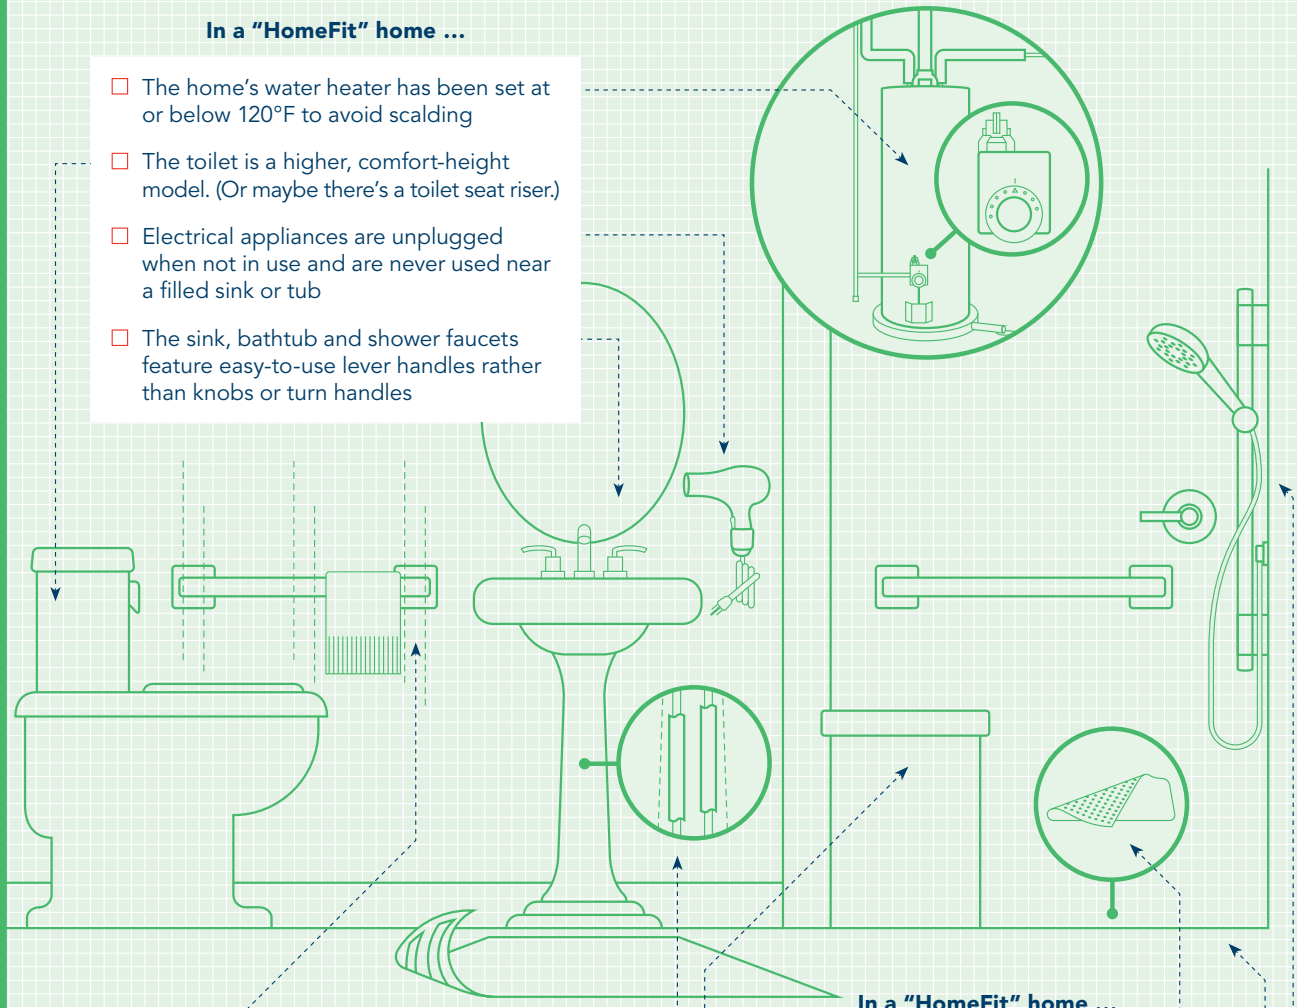 In a “HomeFit” home …
The home’s water heater has been set at
or below 120°F to avoid scalding
The toilet is a higher, comfort-height
model. (Or maybe there’s a toilet seat riser.)
Electrical appliances are unplugged
when not in use and are never used near
a filled sink or tub
The sink, bathtub and shower faucets
feature easy-to-use lever handles rather
than knobs or turn handles
In a “HomeFit” home …